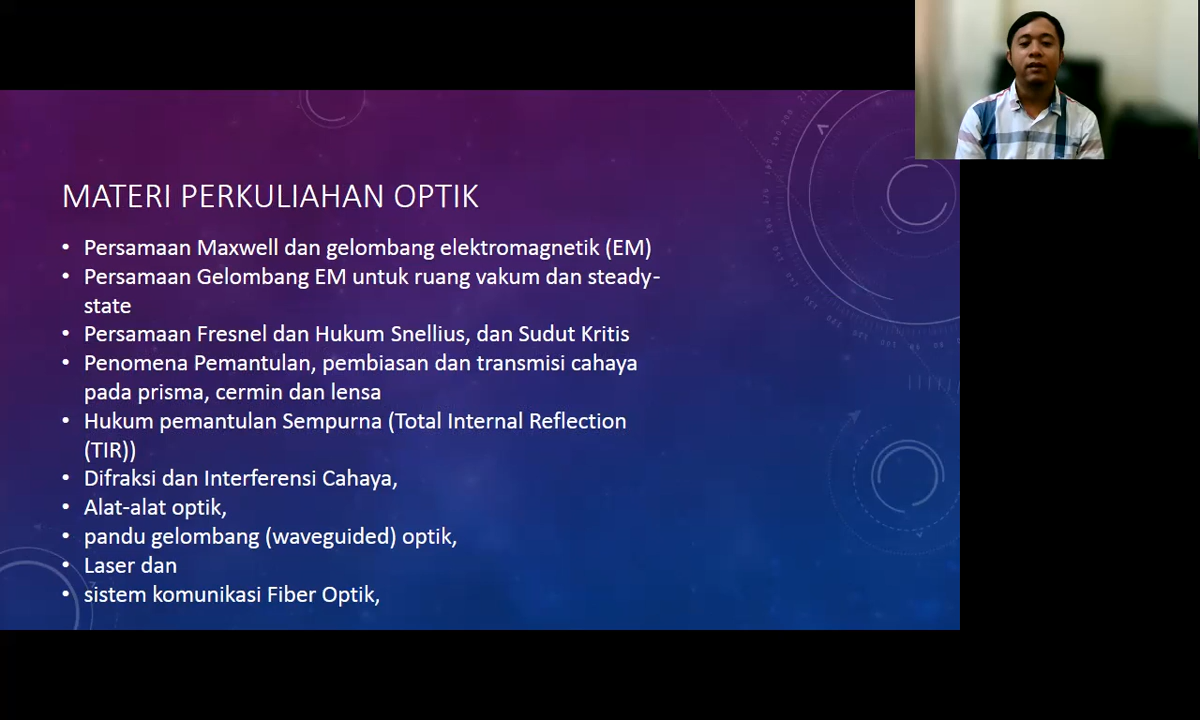 MATERI PERKULIAHAN OPTIK
• Persamaan Maxwell dan gelombang elektromagnetik (EM)
• Persamaan Gelombang EM untuk ruang vakum dan steady-
state
• Persamaan Fresnel dan Hukum Snellius, dan Sudut Kritis
• Penomena Pemantulan, pembiasan dan transmisi cahaya
pada prisma, cermin dan lensa
• Hukum pemantulan Sempurna (Total Internal Reflection
(TIR))
• Difraksi dan Interferensi Cahaya,
• Alat-alat optik,
• pandu gelombang (waveguided) optik,
• Laser dan
• sistem komunikasi Fiber Optik,